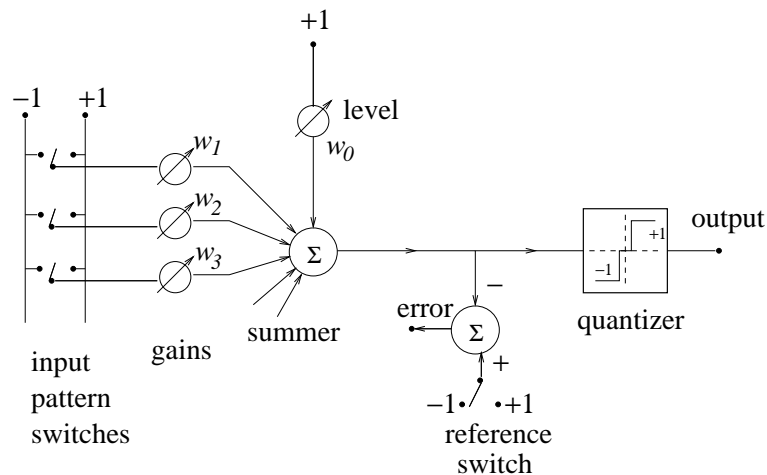 +1
−1
+1
level
w0
w1
w2
w3
Σ
summer
gains
input
pattern
switches
−
error
Σ
+
−1
+1
reference
switch
+1
−1
quantizer
output